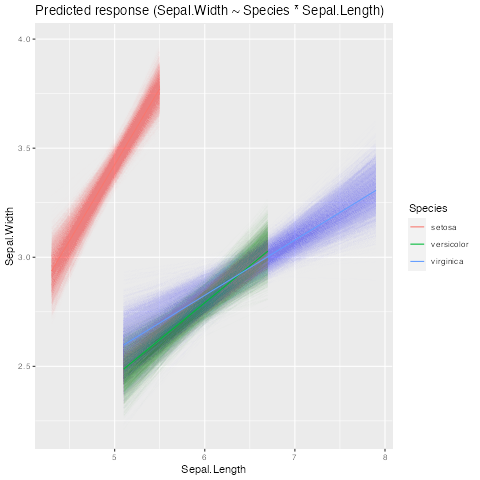 Predicted response (Sepal.Width ~ Species * Sepal.Length)
4.0
3.5
3.0
2.5
Sepal.Width
5
6
7
8
Sepal.Length
Species
setosa
versicolor
virginica